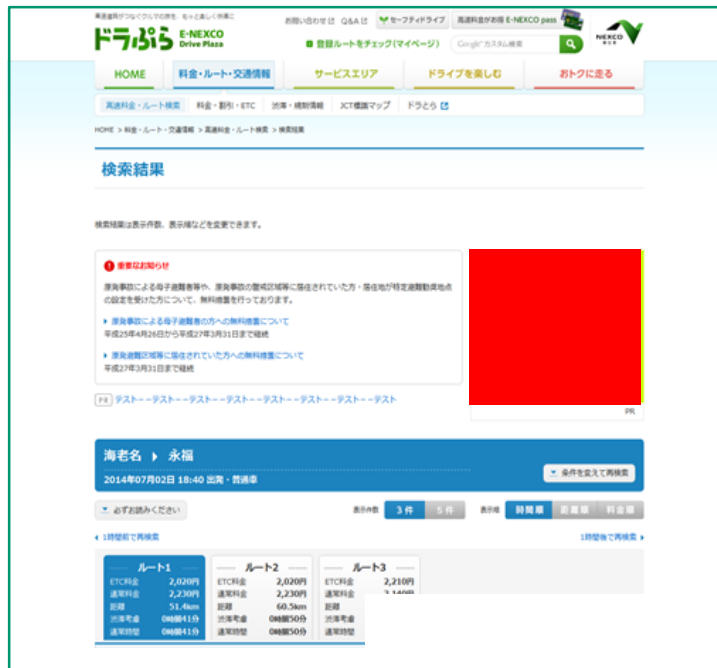 高速道路がつなぐクルマの旅を、もっと楽しく快適に
ドラぷら E-NEXCO Drive Plaza
お問い合わせ Q&A セーフティドライブ 高速料金がお得 E-NEXCO pass
登録ルートをチェック(マイページ) Google カスタム検索
NEXCO
HOME 料金・ルート・交通情報 サービスエリア ドライブを楽しむ おトクに走る
高速料金・ルート検索 料金・割引・ETC 渋滞・規制情報 JCT標識マップ ドラとら
HOME > 料金・ルート・交通情報 > 高速料金・ルート検索 > 検索結果
検索結果
検索結果は表示件数、表示順などを変更できます。
重要なお知らせ
原発事故による母子避難者等や、原発事故の警戒区域等に居住されていた方・居住地が特定避難勧奨地点
の設定を受けた方について、無料措置を行っております。
原発事故による母子避難者の方への無料措置について
平成25年4月26日から平成27年3月31日まで継続
原発避難区域等に居住されていた方への無料措置について
平成27年3月31日まで継続
PR テスト--テスト--テスト--テスト--テスト--テスト--テスト--テスト
PR
海老名 永福
2014年07月02日 18:40 出発・普通車
条件を変えて再検索
必ずお読みください 表示件数 3 件 5 件 表示順 時間順 距離順 料金順
1時間前で再検索 1時間後で再検索
ルート1 ルート2 ルート3
ETC料金 2,020円 ETC料金 2,020円 ETC料金 2,210円
通常料金 2,230円 通常料金 2,230円 通常料金
距離 51.4km 距離 60.5km 距離
渋滞考慮 0時間41分 渋滞考慮 0時間50分 渋滞考慮
通常時間 0時間41分 通常時間 0時間50分 通常時間